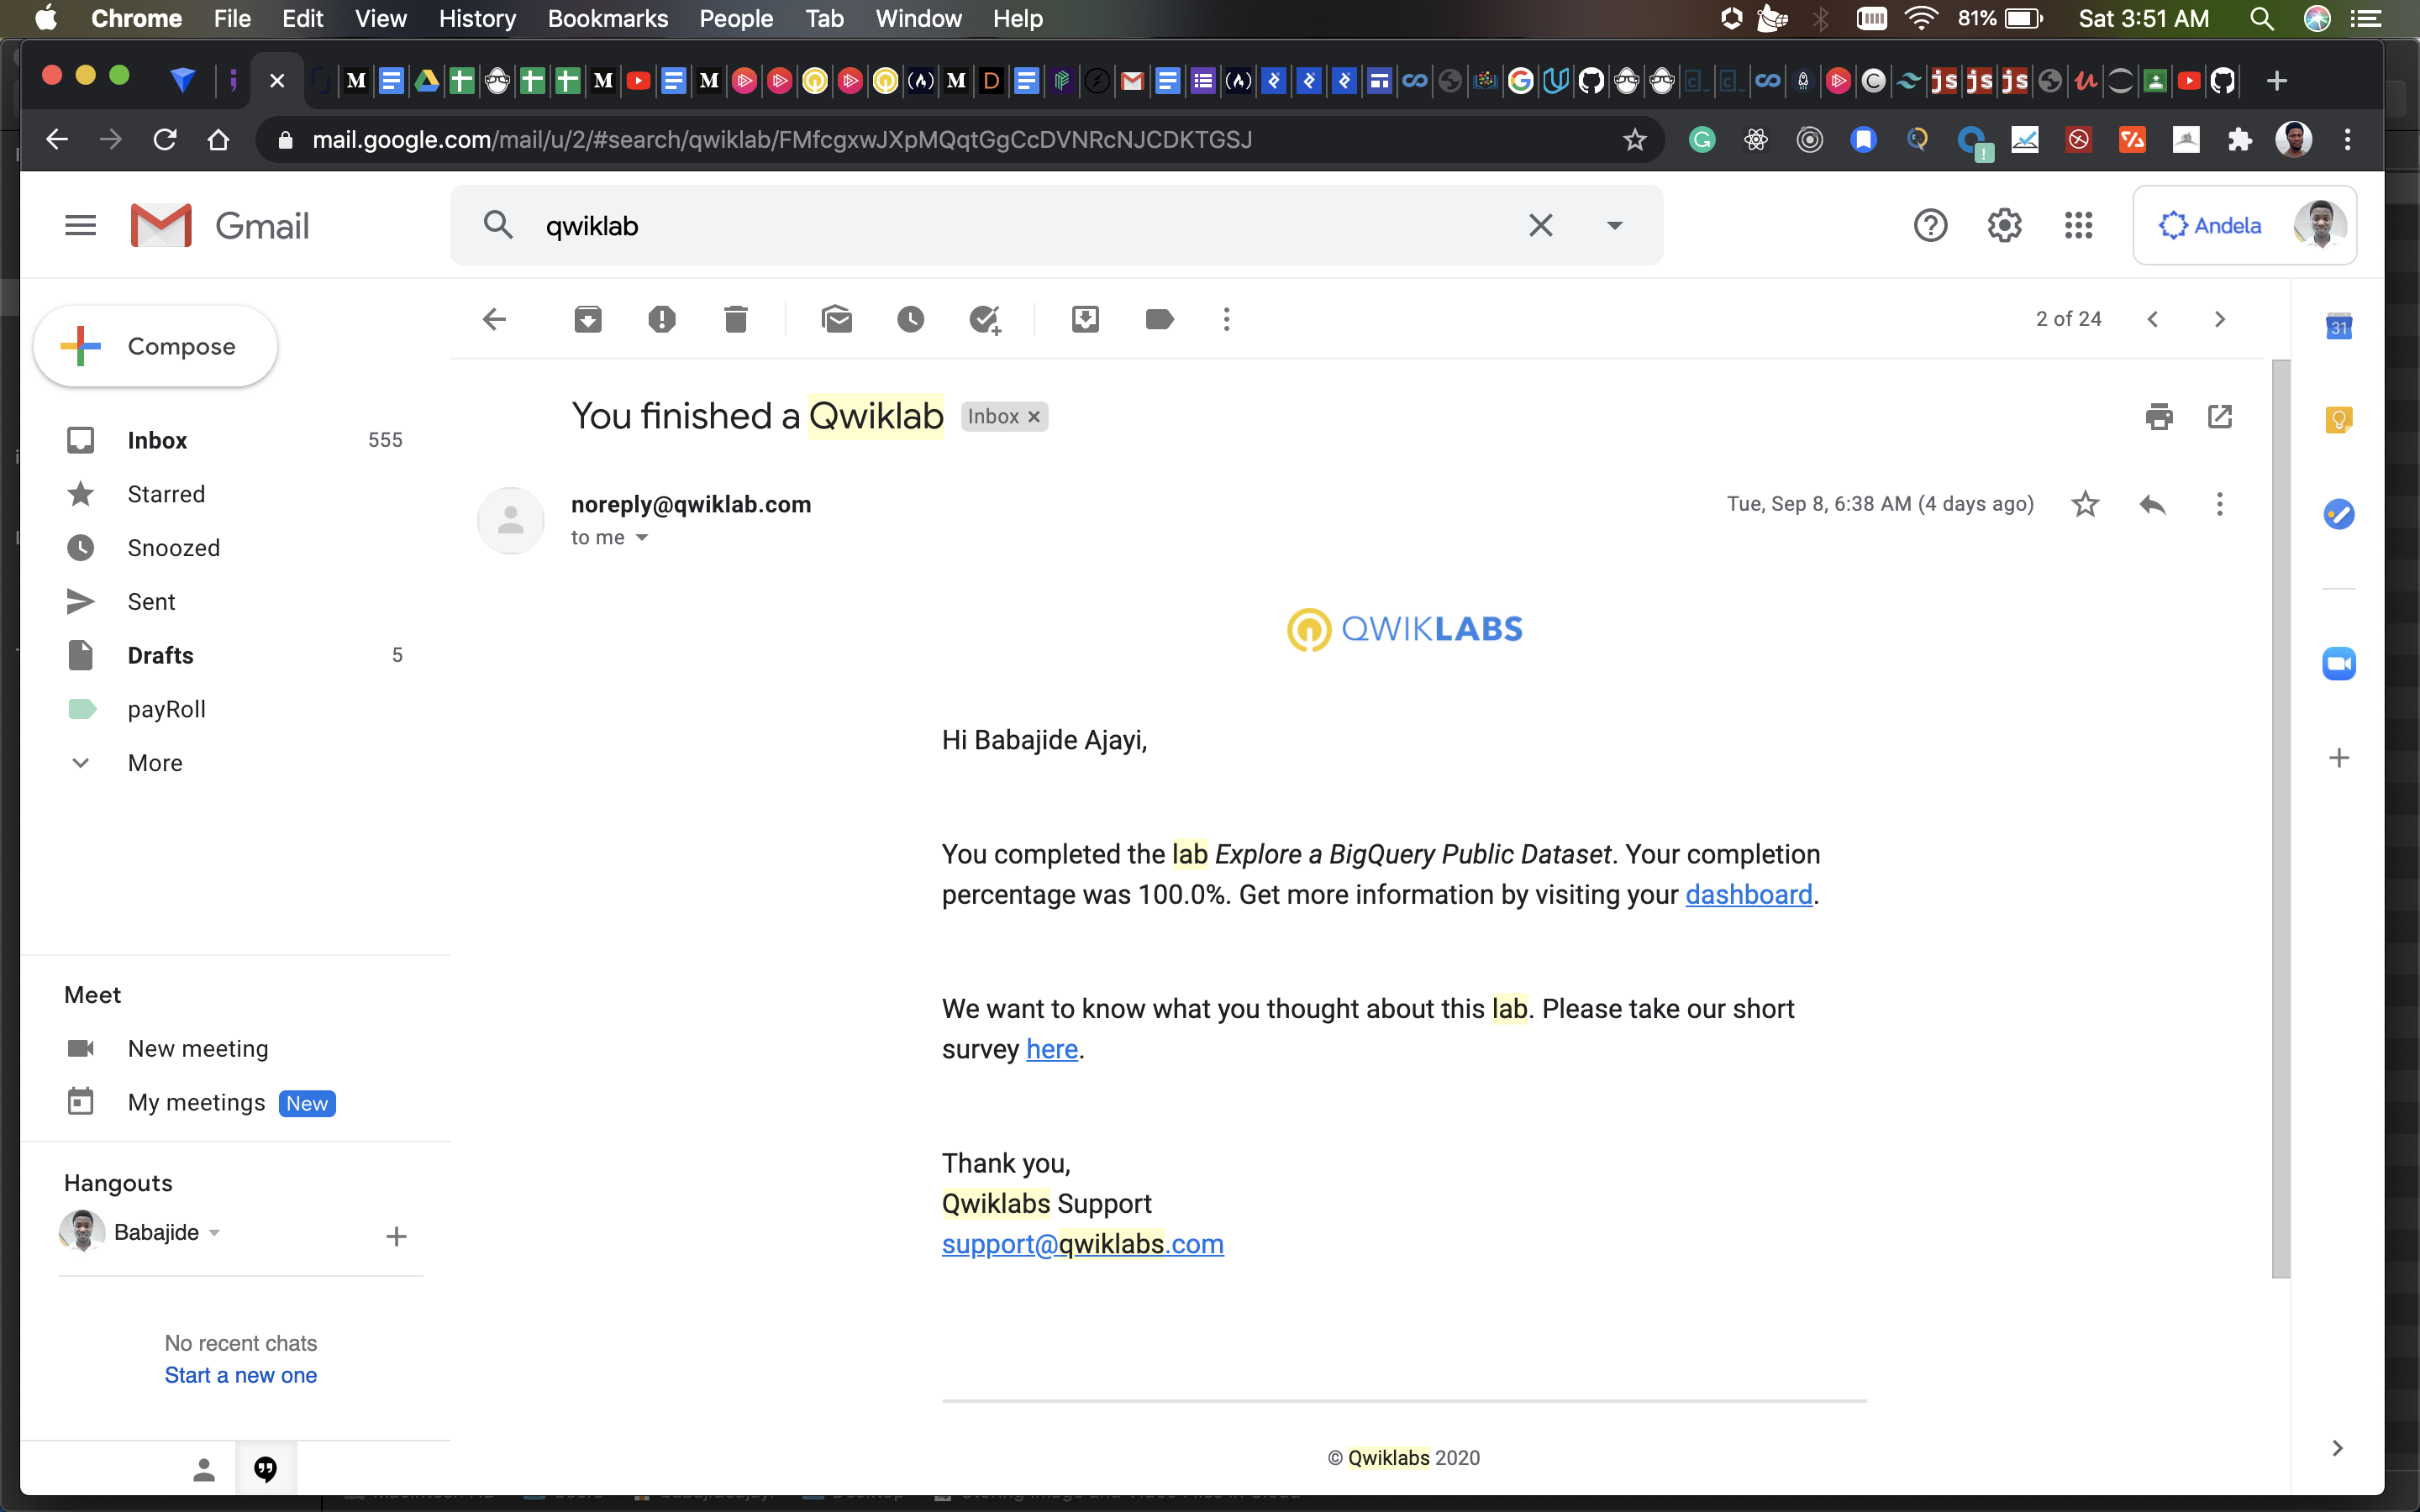 Chrome File Edit View History Bookmarks People Tab Window Help 81% Sat 3:51 AM
mail.google.com/mail/u/2/#search/qwiklab/FMfcgxwJXpMQqtGgCcDVNRcNJCDKTGSJ
Gmail
qwiklab
Andela
Compose
2 of 24
31
You finished a Qwiklab Inbox
Inbox 555
Starred
Snoozed
Sent
Drafts 5
payRoll
More
noreply@qwiklab.com
to me
Tue, Sep 8, 6:38 AM (4 days ago)
QWIKLABS
Hi Babajide Ajayi,
You completed the lab Explore a BigQuery Public Dataset. Your completion
percentage was 100.0%. Get more information by visiting your dashboard.
We want to know what you thought about this lab. Please take our short
survey here.
Thank you,
Qwiklabs Support
support@qwiklabs.com
© Qwiklabs 2020
Meet
New meeting
My meetings New
Hangouts
Babajide
No recent chats
Start a new one